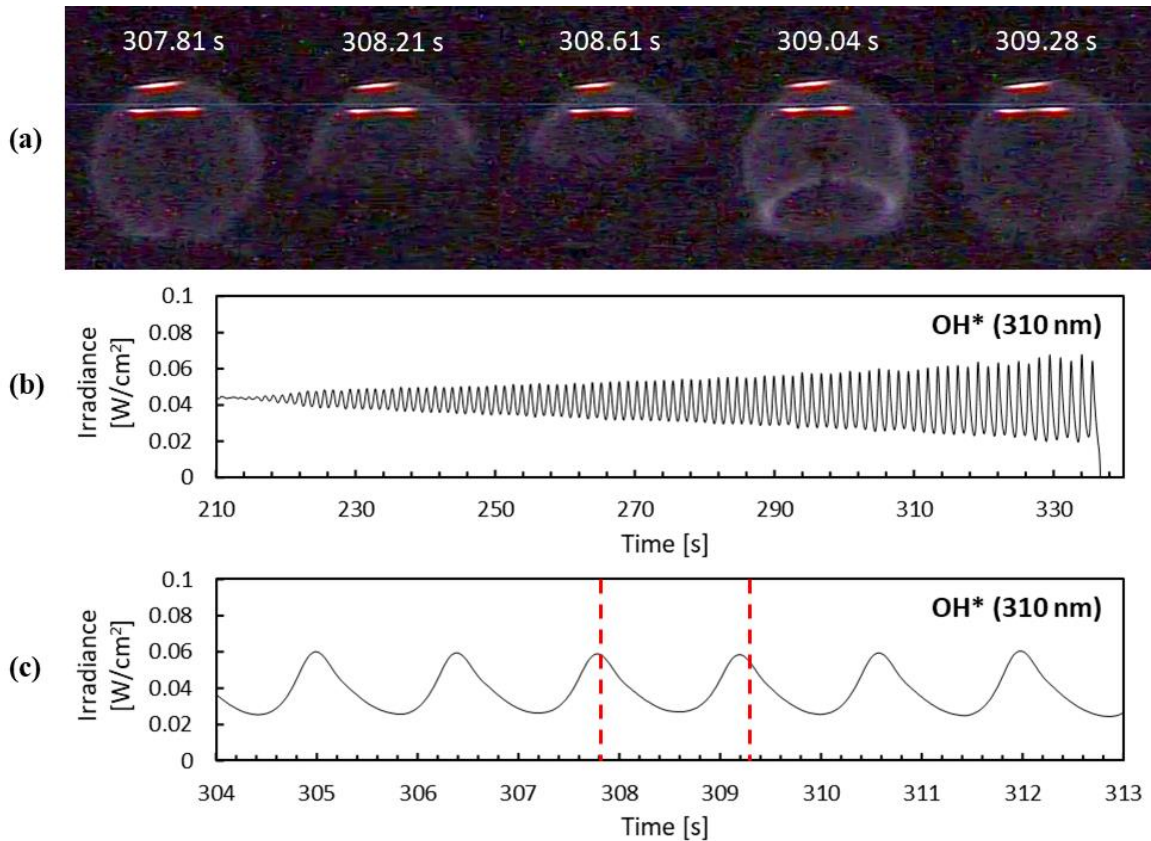 307.81 s 308.21 s 308.61 s 309.04 s 309.28 s
(a)
(b)
Irradiance
[W/cm²]
0.1
0.08
0.06
0.04
0.02
0
OH* (310 nm)
210 230 250 270 290 310 330
Time [s]
(c)
Irradiance
[W/cm²]
0.1
0.08
0.06
0.04
0.02
0
OH* (310 nm)
304 305 306 307 308 309 310 311 312 313
Time [s]